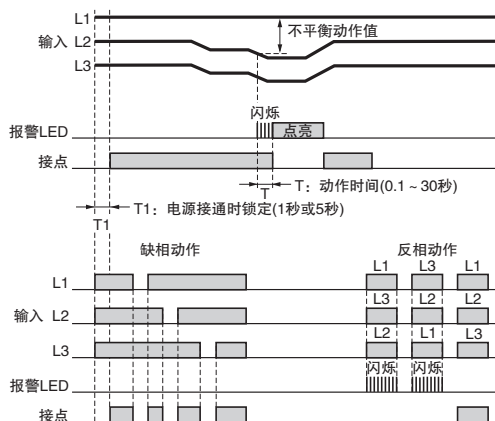 L1
不平衡动作值
输入 L2
L3
闪烁
报警LED
点亮
接点
T
T：动作时间(0.1～30秒)
T1：电源接通时锁定(1秒或5秒)
T1
缺相动作
反相动作
L1
L1 L3 L1
输入 L2
L3 L2 L2
L3
L2 L1 L3
闪烁 闪烁
报警LED
接点